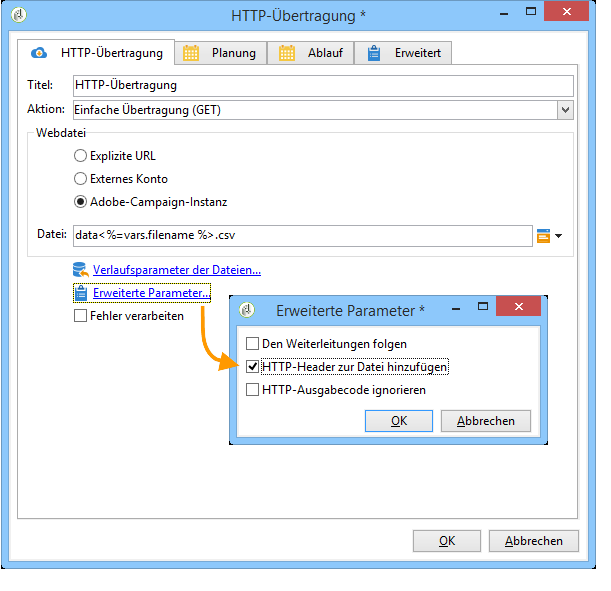 HTTP-Übertragung *
HTTP-Übertragung
Planung
Ablauf
Erweitert
Titel: HTTP-Übertragung
Aktion: Einfache Übertragung (GET)
Webdatei
Explizite URL
Externes Konto
Adobe-Campaign-Instanz
Datei: data<%=vars.filename %>.csv
Verlaufsparameter der Dateien...
Erweiterte Parameter...
Fehler verarbeiten
Erweiterte Parameter *
Den Weiterleitungen folgen
HTTP-Header zur Datei hinzufügen
HTTP-Ausgabecode ignorieren
OK Abbrechen
OK Abbrechen